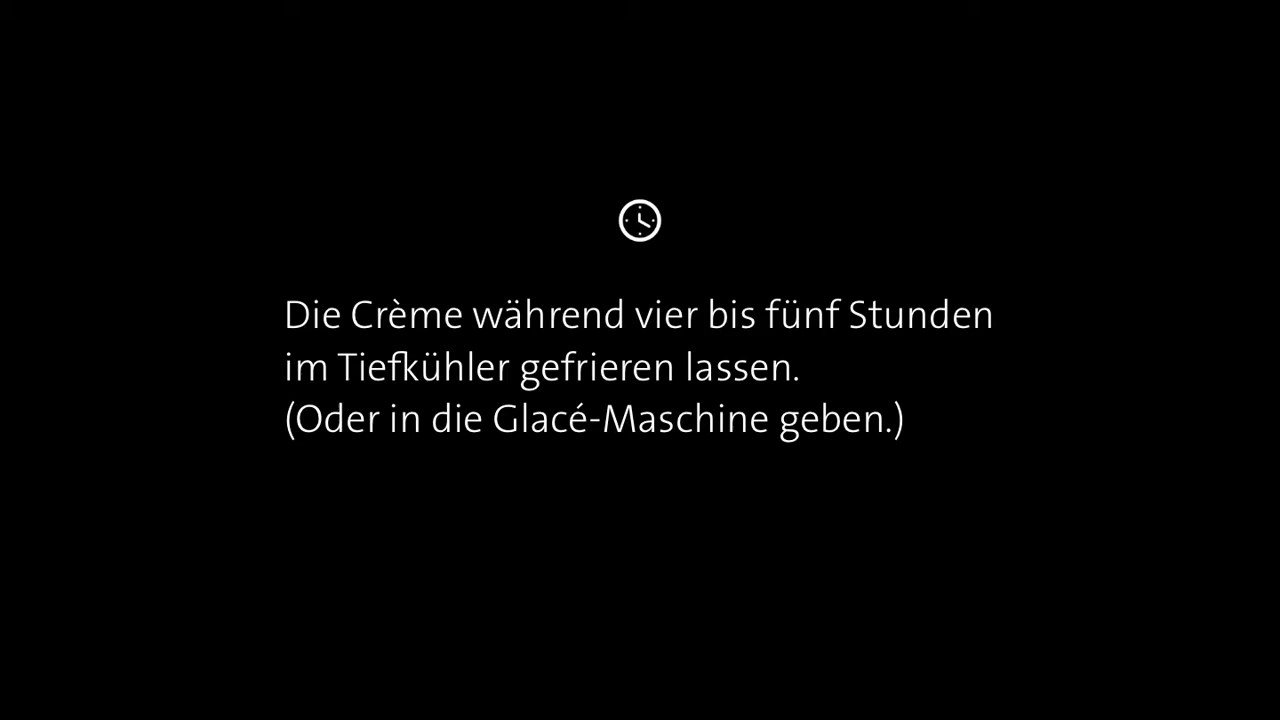 Die Crème während vier bis fünf Stunden
im Tiefkühler gefrieren lassen.
(Oder in die Glacé-Maschine geben.)